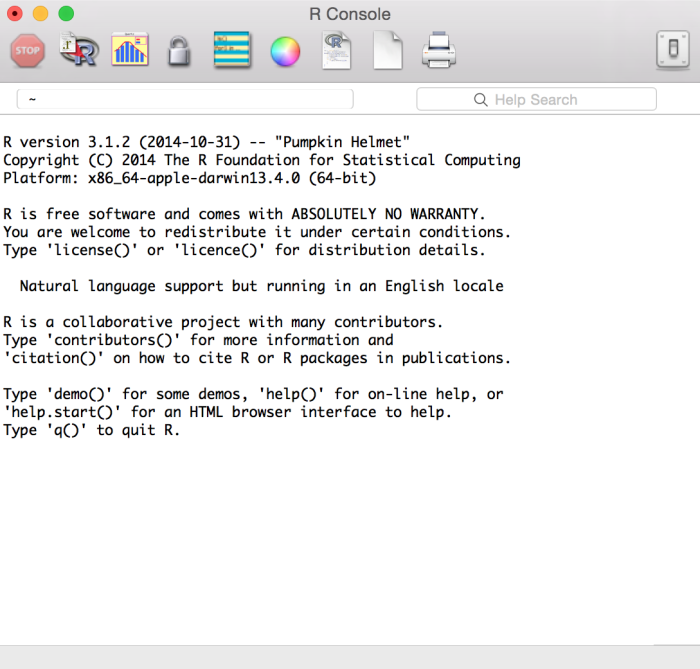 R Console
STOP
~
Help Search
R version 3.1.2 (2014-10-31) -- "Pumpkin Helmet"
Copyright (C) 2014 The R Foundation for Statistical Computing
Platform: x86_64-apple-darwin13.4.0 (64-bit)
R is free software and comes with ABSOLUTELY NO WARRANTY.
You are welcome to redistribute it under certain conditions.
Type 'license()' or 'licence()' for distribution details.
Natural language support but running in an English locale
R is a collaborative project with many contributors.
Type 'contributors()' for more information and
'citation()' on how to cite R or R packages in publications.
Type 'demo()' for some demos, 'help()' for on-line help, or
'help.start()' for an HTML browser interface to help.
Type 'q()' to quit R.